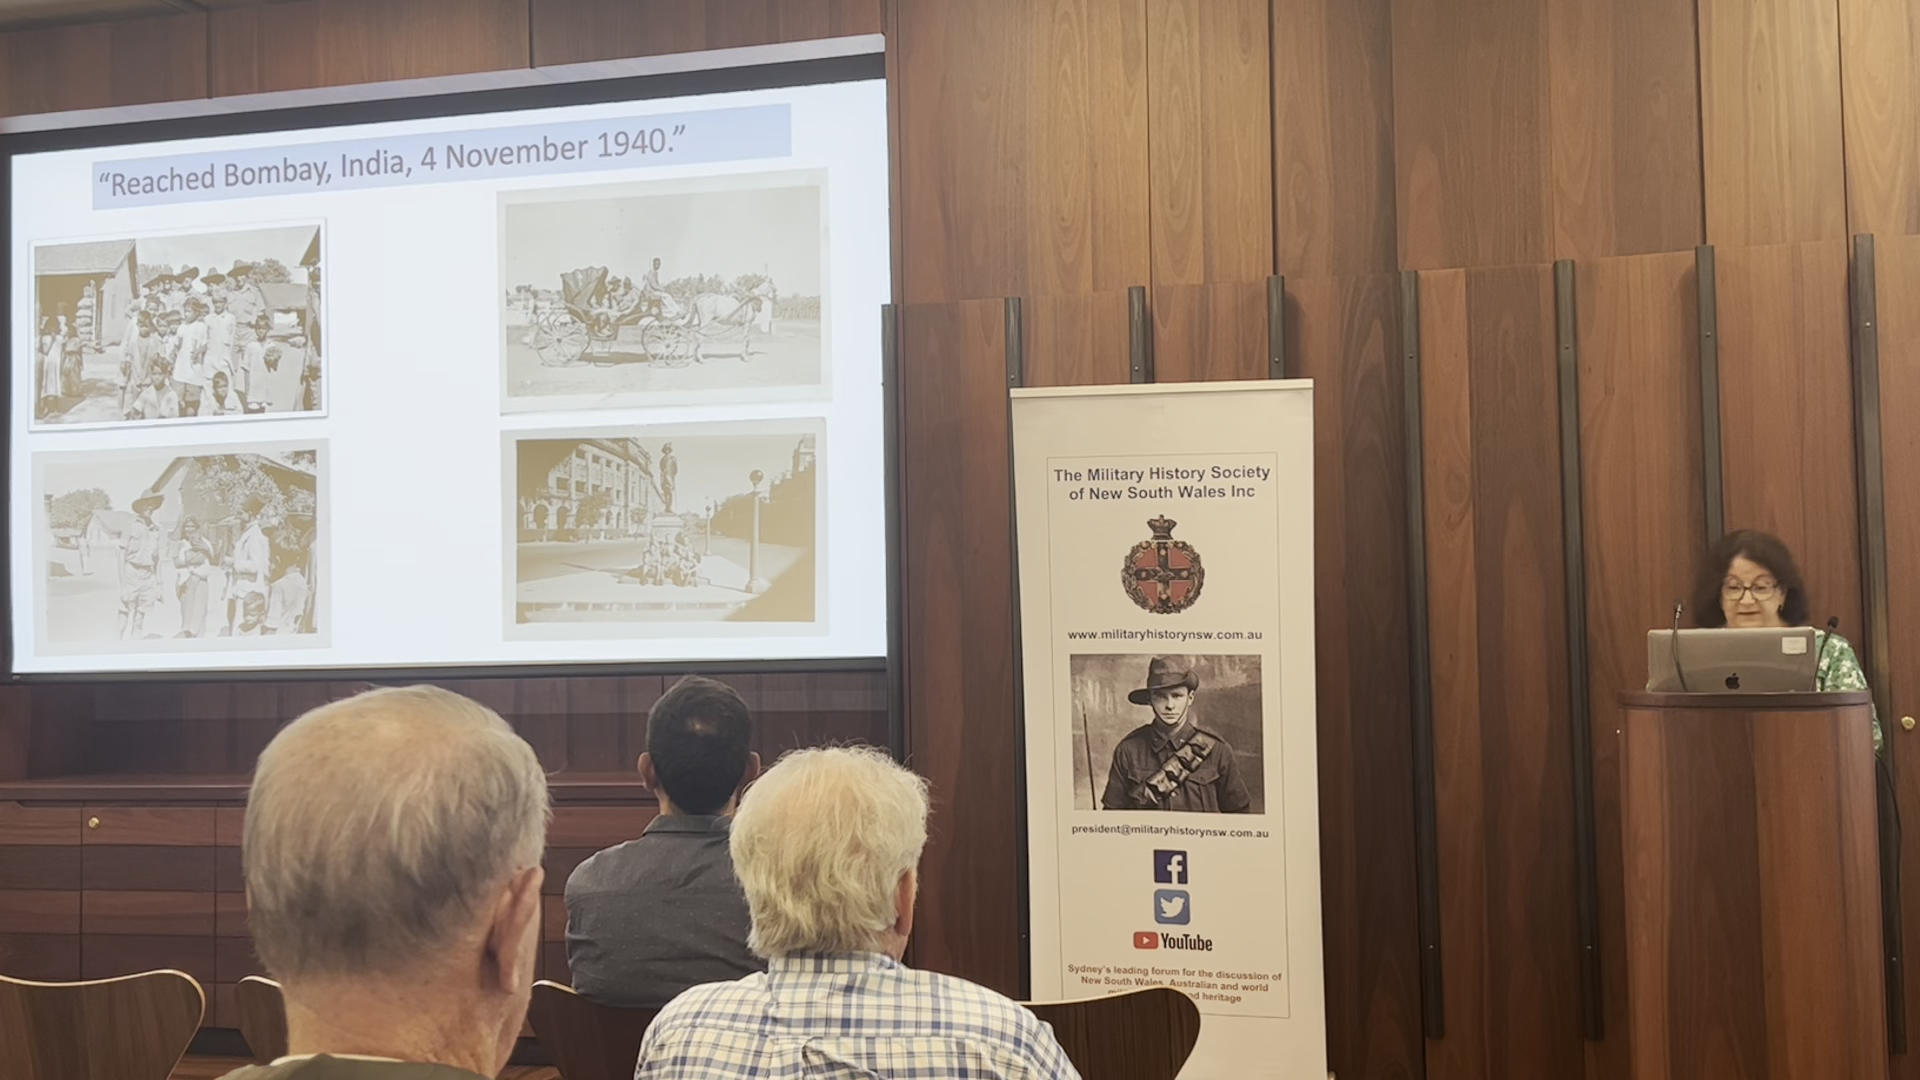 “Reached Bombay, India, 4 November 1940.”
The Military History Society
of New South Wales Inc
www.militaryhistorynsw.com.au
president@militaryhistorynsw.com.au
YouTube
Sydney's leading forum for the discussion of
New South Wales, Australian and world
heritage